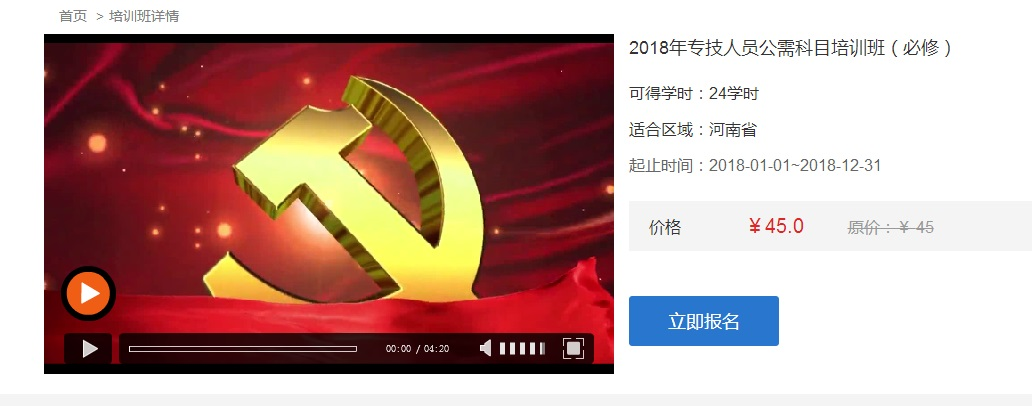 首页 > 培训班详情
2018年专技人员公需科目培训班（必修）
可得学时：24学时
适合区域：河南省
起止时间：2018-01-01~2018-12-31
价格 ￥45.0 原价：￥ 45
立即报名
00:00 / 04:20